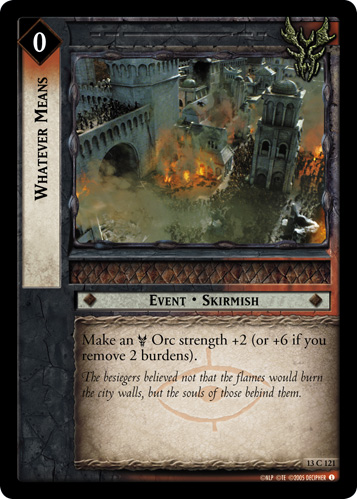 0
Whatever Means
Event • Skirmish
Make an Orc strength +2 (or +6 if you
remove 2 burdens).
The besiegers believed not that the flames would burn
the city walls, but the souls of those behind them.
13 C 121
©NLP ©TE ©2005 DECIPHER